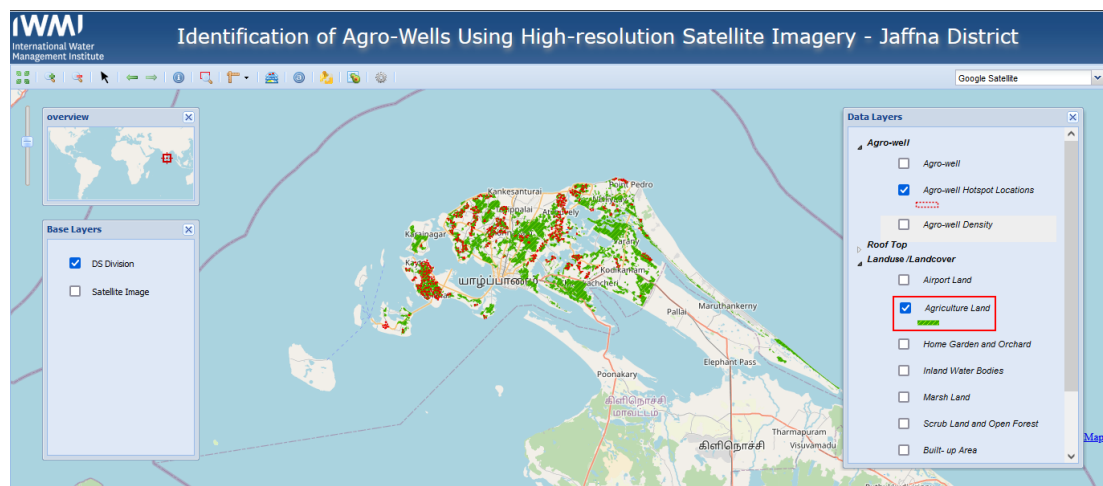 IWMI
International Water
Management Institute
Identification of Agro-Wells Using High-resolution Satellite Imagery - Jaffna District
Google Satellite
overview
Base Layers
DS Division
Satellite Image
Data Layers
Agro-well
Agro-well
Agro-well Hotspot Locations
Agro-well Density
Roof Top
Landuse /Landcover
Airport Land
Agriculture Land
Home Garden and Orchard
Inland Water Bodies
Marsh Land
Scrub Land and Open Forest
Built- up Area
Map
Point Pedro
Kankesanturai
Karainagar
Varany
Kodikamam
யாழ்ப்பாணம்
Maruthankerny
Pallai
Elephant Pass
Poonakary
கிளிநொச்சி
மாவட்டம்
Tharmapuram
கிளிநொச்சி
Visuvamadu